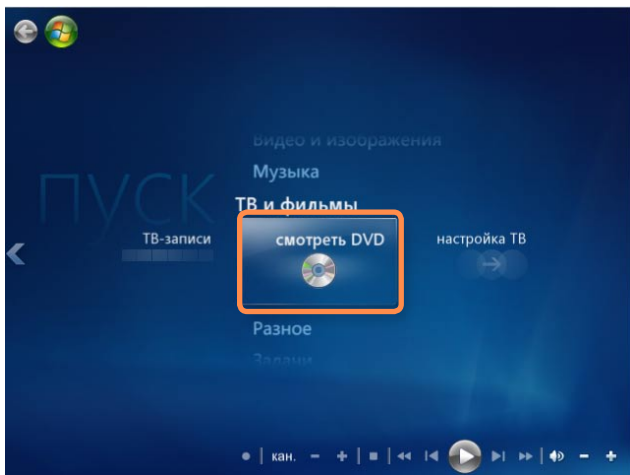 Видео и изображения
Музыка
ПУСК
ТВ и фильмы
ТВ-записи
смотреть DVD
настройка ТВ
Разное
Задачи
кан.